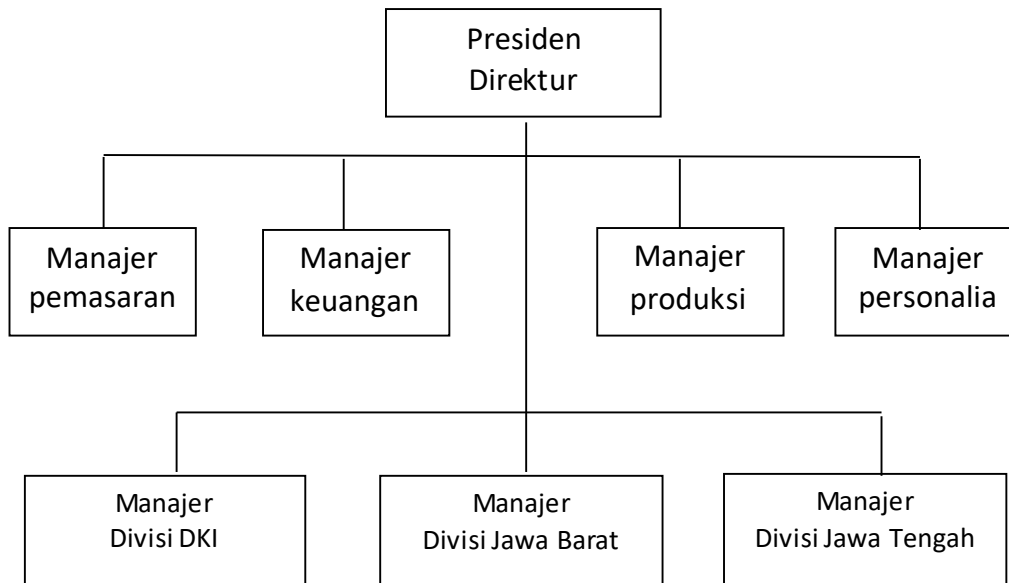 Presiden
Direktur
Manajer
pemasaran
Manajer
keuangan
Manajer
produksi
Manajer
personalia
Manajer
Divisi DKI
Manajer
Divisi Jawa Barat
Manajer
Divisi Jawa Tengah